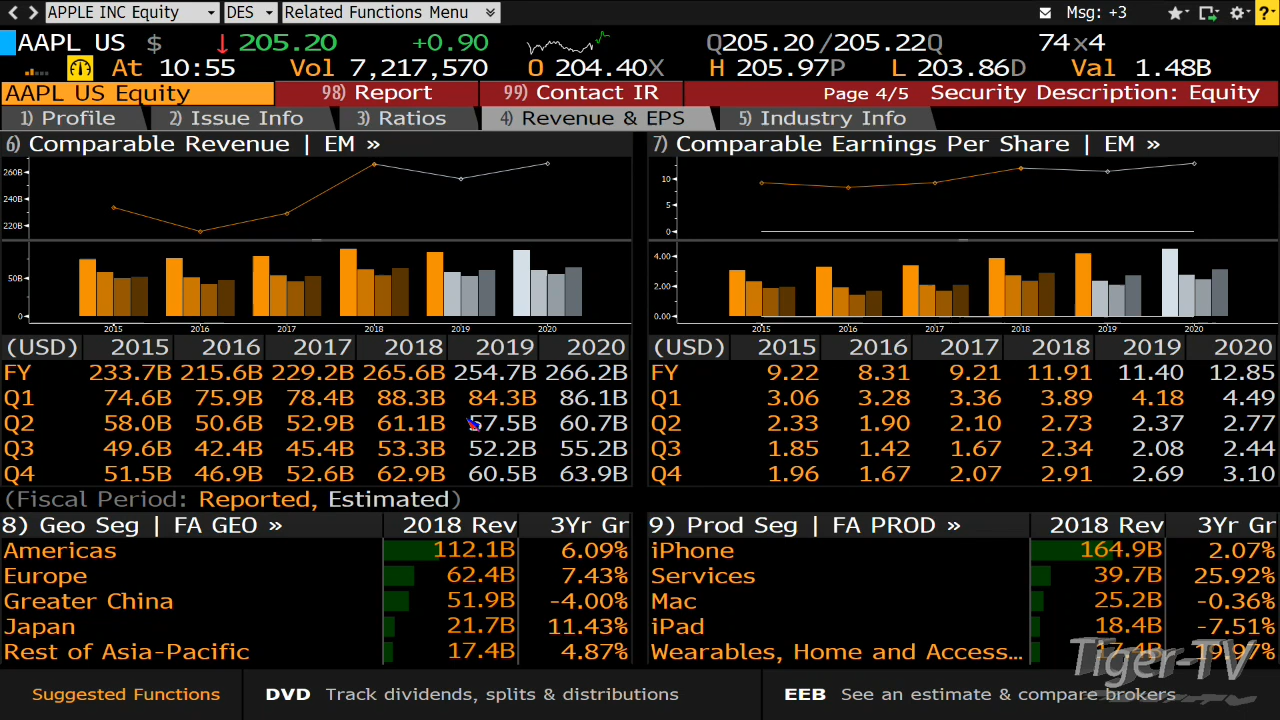 APPLE INC Equity DES Related Functions Menu Msg: +3 ?
AAPL US $ ↓ 205.20 +0.90 Q205.20 /205.22Q 74x4
At 10:55 Vol 7,217,570 O 204.40X H 205.97P L 203.86D Val 1.48B
AAPL US Equity 98) Report 99) Contact IR Page 4/5 Security Description: Equity
1) Profile 2) Issue Info 3) Ratios 4) Revenue & EPS 5) Industry Info
6) Comparable Revenue | EM » 7) Comparable Earnings Per Share | EM »
260B
240B
220B
10
5
0
50B
0
4.00
2.00
0.00
2015 2016 2017 2018 2019 2020 2015 2016 2017 2018 2019 2020
(USD) 2015 2016 2017 2018 2019 2020 (USD) 2015 2016 2017 2018 2019 2020
FY 233.7B 215.6B 229.2B 265.6B 254.7B 266.2B FY 9.22 8.31 9.21 11.91 11.40 12.85
Q1 74.6B 75.9B 78.4B 88.3B 84.3B 86.1B Q1 3.06 3.28 3.36 3.89 4.18 4.49
Q2 58.0B 50.6B 52.9B 61.1B 57.5B 60.7B Q2 2.33 1.90 2.10 2.73 2.37 2.77
Q3 49.6B 42.4B 45.4B 53.3B 52.2B 55.2B Q3 1.85 1.42 1.67 2.34 2.08 2.44
Q4 51.5B 46.9B 52.6B 62.9B 60.5B 63.9B Q4 1.96 1.67 2.07 2.91 2.69 3.10
(Fiscal Period: Reported, Estimated)
8) Geo Seg | FA GEO » 2018 Rev 3Yr Gr 9) Prod Seg | FA PROD » 2018 Rev 3Yr Gr
Americas 112.1B 6.09% iPhone 164.9B 2.07%
Europe 62.4B 7.43% Services 39.7B 25.92%
Greater China 51.9B -4.00% Mac 25.2B -0.36%
Japan 21.7B 11.43% iPad 18.4B -7.51%
Rest of Asia-Pacific 17.4B 4.87% Wearables, Home and Access... 17.4B
Tiger-TV
Suggested Functions DVD Track dividends, splits & distributions EEB See an estimate & compare brokers